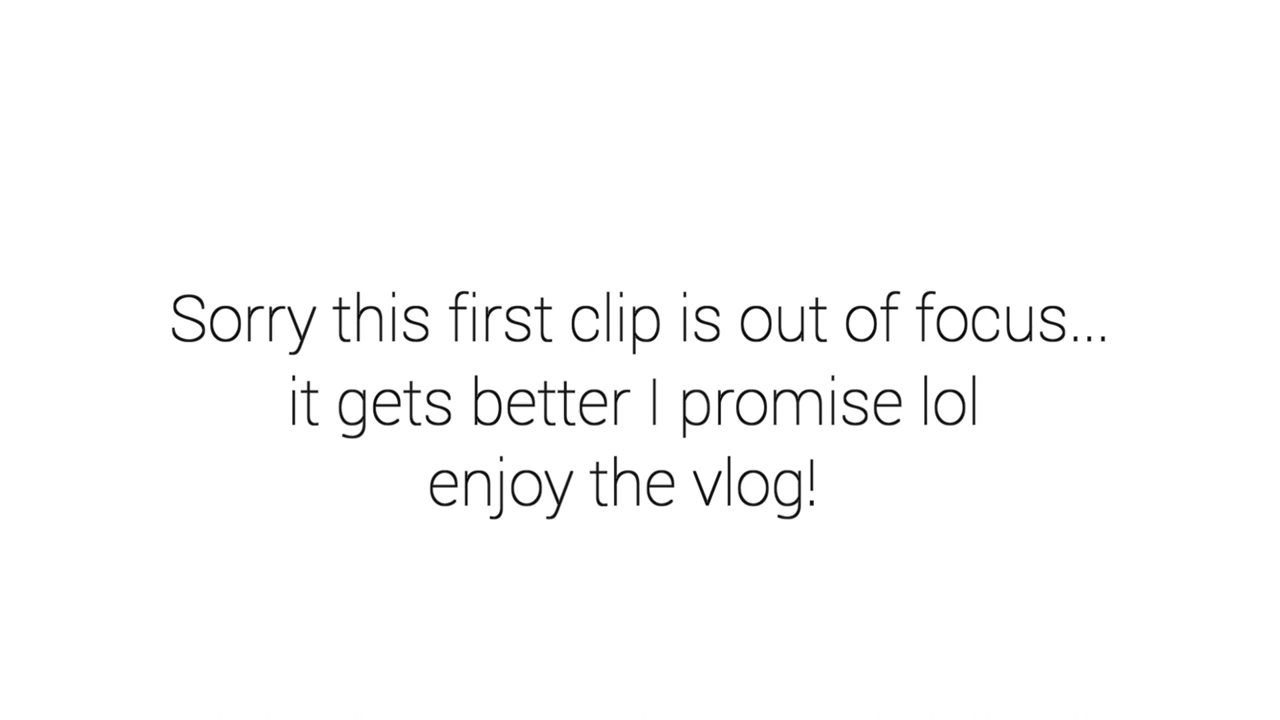 Sorry this first clip is out of focus...
it gets better I promise lol
enjoy the vlog!